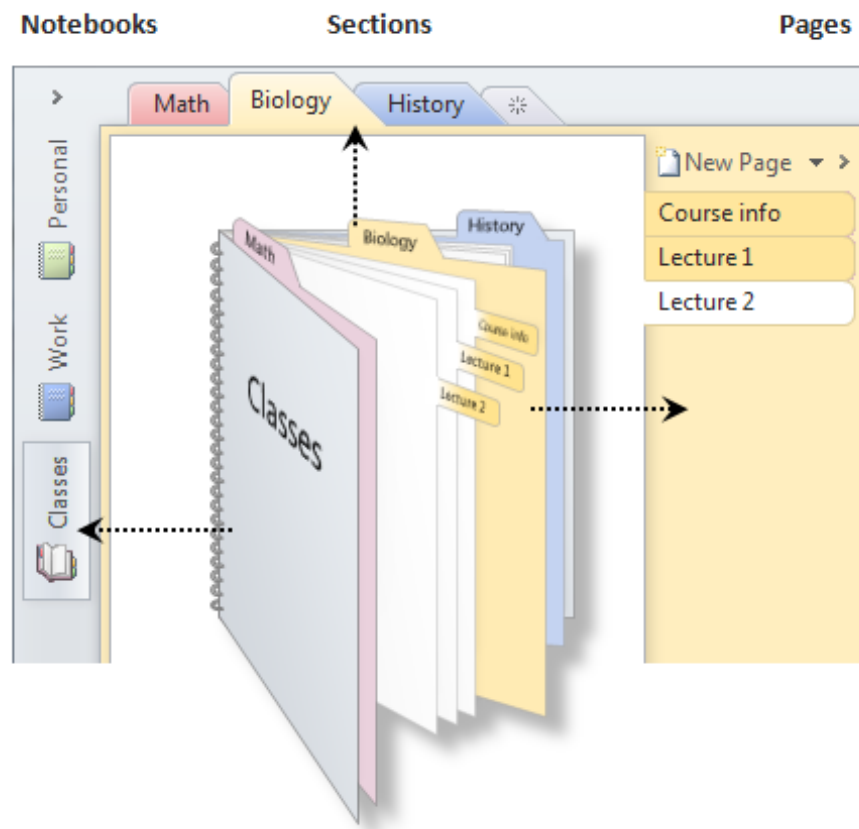 Notebooks Sections Pages
Math Biology History
New Page
Course info
Lecture 1
Lecture 2
Personal
Work
Classes
Math
Biology
History
Course info
Lecture 1
Lecture 2
Classes